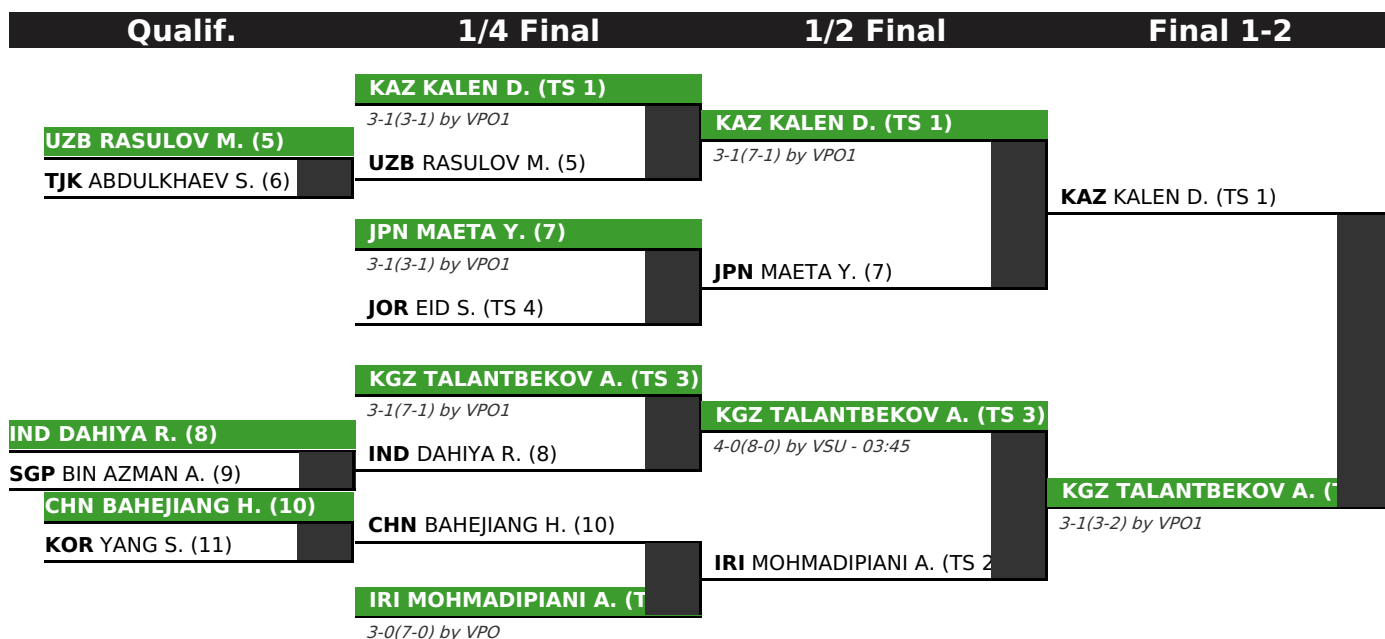 Qualif.
1/4 Final
1/2 Final
Final 1-2
UZB RASULOV M. (5)
TJK ABDULKHAEV S. (6)
IND DAHIYA R. (8)
SGP BIN AZMAN A. (9)
CHN BAHEJIANG H. (10)
KOR YANG S. (11)
KAZ KALEN D. (TS 1)
3-1(3-1) by VPO1
UZB RASULOV M. (5)
JPN MAETA Y. (7)
3-1(3-1) by VPO1
JOR EID S. (TS 4)
KGZ TALANTBEKOV A. (TS 3)
3-1(7-1) by VPO1
IND DAHIYA R. (8)
CHN BAHEJIANG H. (10)
IRI MOHMADIPIANI A. (T
3-0(7-0) by VPO
KAZ KALEN D. (TS 1)
3-1(7-1) by VPO1
JPN MAETA Y. (7)
KGZ TALANTBEKOV A. (TS 3)
4-0(8-0) by VSU - 03:45
IRI MOHMADIPIANI A. (TS 2
KAZ KALEN D. (TS 1)
KGZ TALANTBEKOV A. (T
3-1(3-2) by VPO1